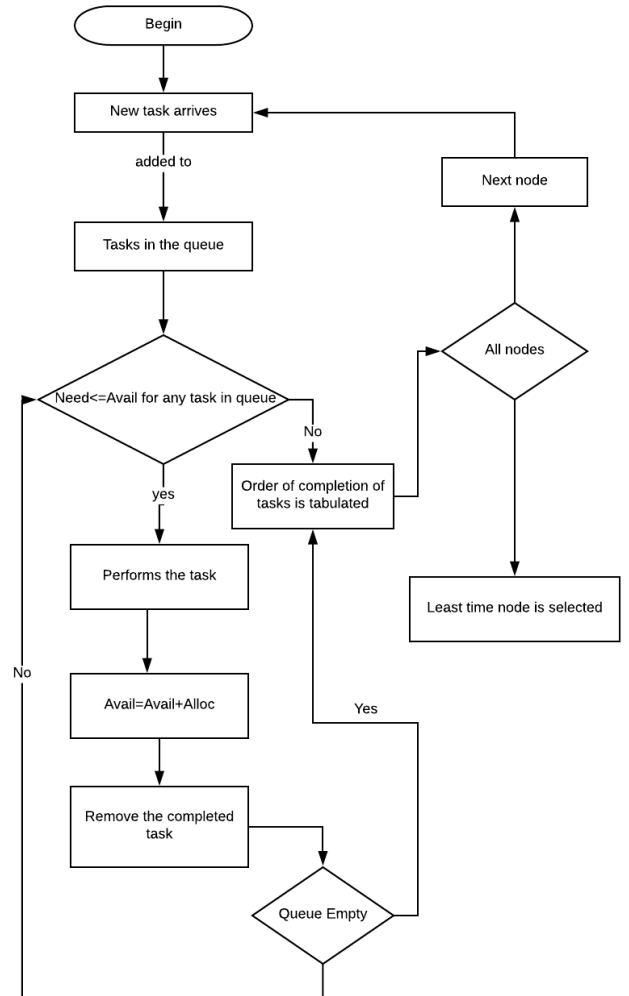 Begin
New task arrives
added to
Next node
Tasks in the queue
All nodes
Need<=Avail for any task in queue
No
Order of completion of
tasks is tabulated
yes
Performs the task
Least time node is selected
No
Avail=Avail+Alloc
Yes
Remove the completed
task
Queue Empty